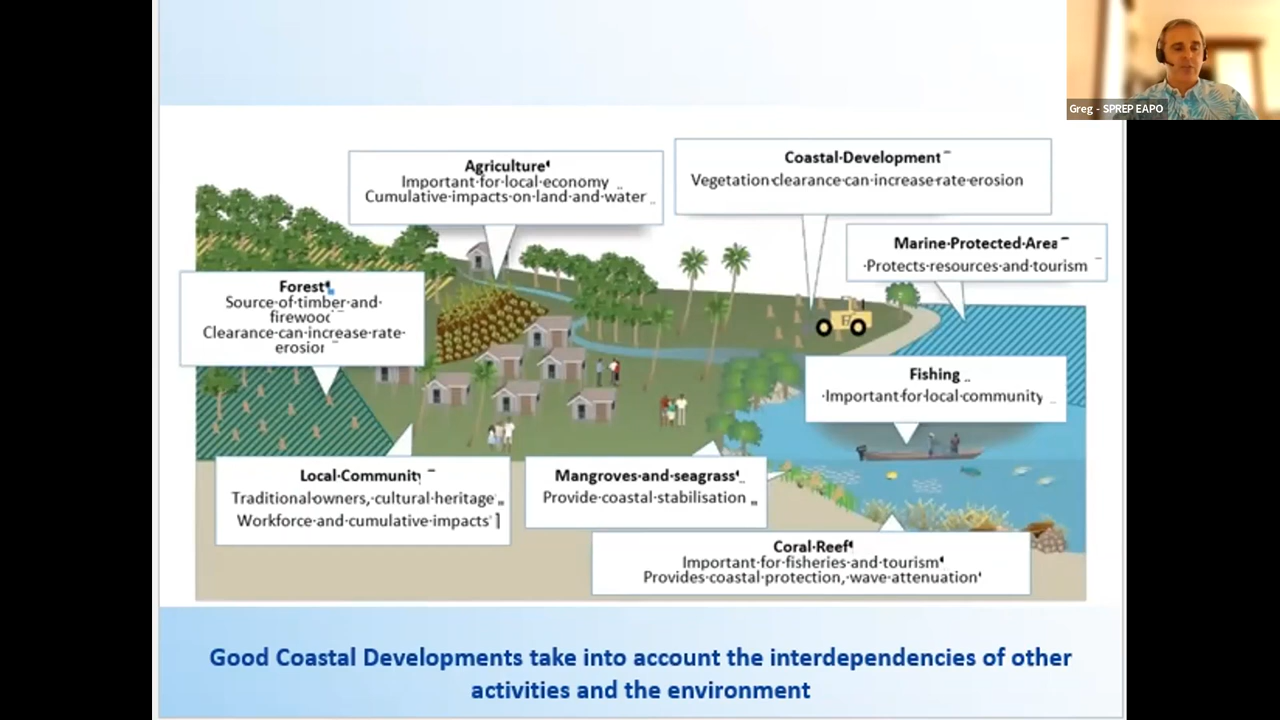 Greg - SPREP EAPO
Agriculture
Important·for·local·economy
Cumulative·impacts·on·land·and·water
Coastal·Development
Vegetation·clearance·can·increase·rate·erosion
Marine·Protected·Area
·Protects·resources·and·tourism
Forest
Source·of·timber·and·
firewood
Clearance·can·increase·rate·
erosion
Fishing
·Important·for·local·community
Local·Community
Traditional·owners,·cultural·heritage
Workforce·and·cumulative·impacts
Mangroves·and·seagrass
Provide·coastal·stabilisation
Coral·Reef
Important·for·fisheries·and·tourism
Provides·coastal·protection,·wave·attenuation
Good Coastal Developments take into account the interdependencies of other
activities and the environment